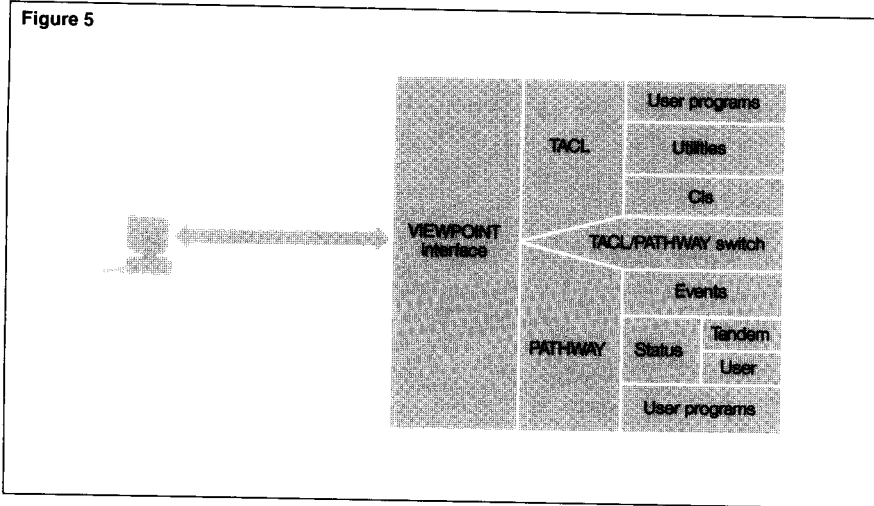 Figure 5
User programs
TACL
Utilities
CIs
VIEWPOINT
interface
TACL/PATHWAY switch
Events
PATHWAY
Status
Tandem
User
User programs